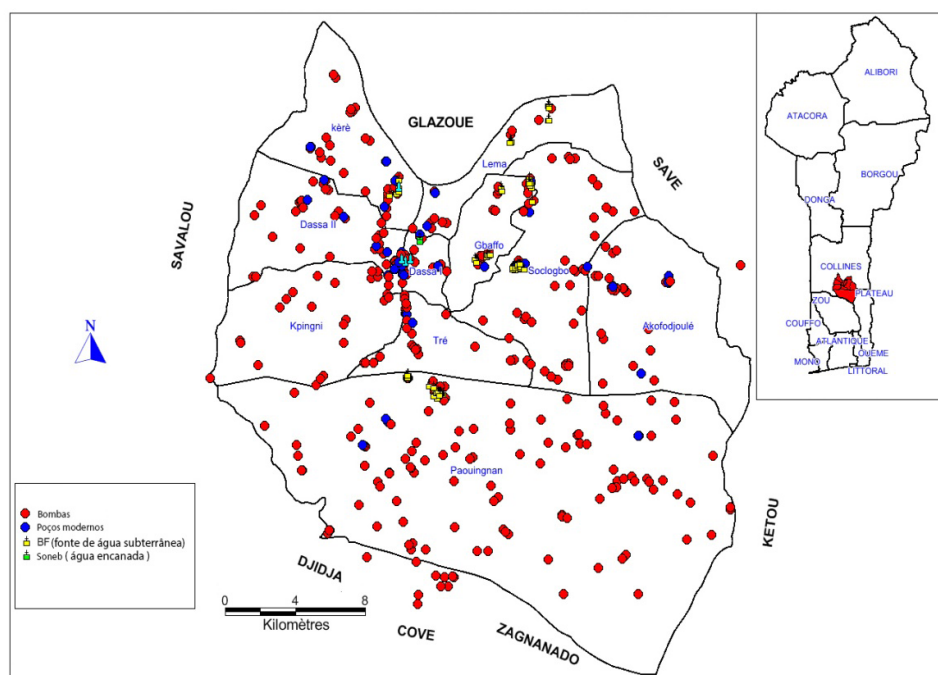 GLAZOUE
SAVE
SAVALOU
KETOU
DJIDJA
COVE
ZAGNANADO
kèrè
Lema
Dassa II
Gbaffo
Dassa I
Soclogbo
Kpingni
Tré
Akofodjoulé
Paouingnan
N
0 4 8
Kilomètres
Bombas
Poços modernos
BF (fonte de água subterrânea)
Soneb ( água encanada )
ALIBORI
ATACORA
BORGOU
DONGA
COLLINES
PLATEAU
ZOU
COUFFO
ATLANTIQUE
MONO
OUEME
LITTORAL